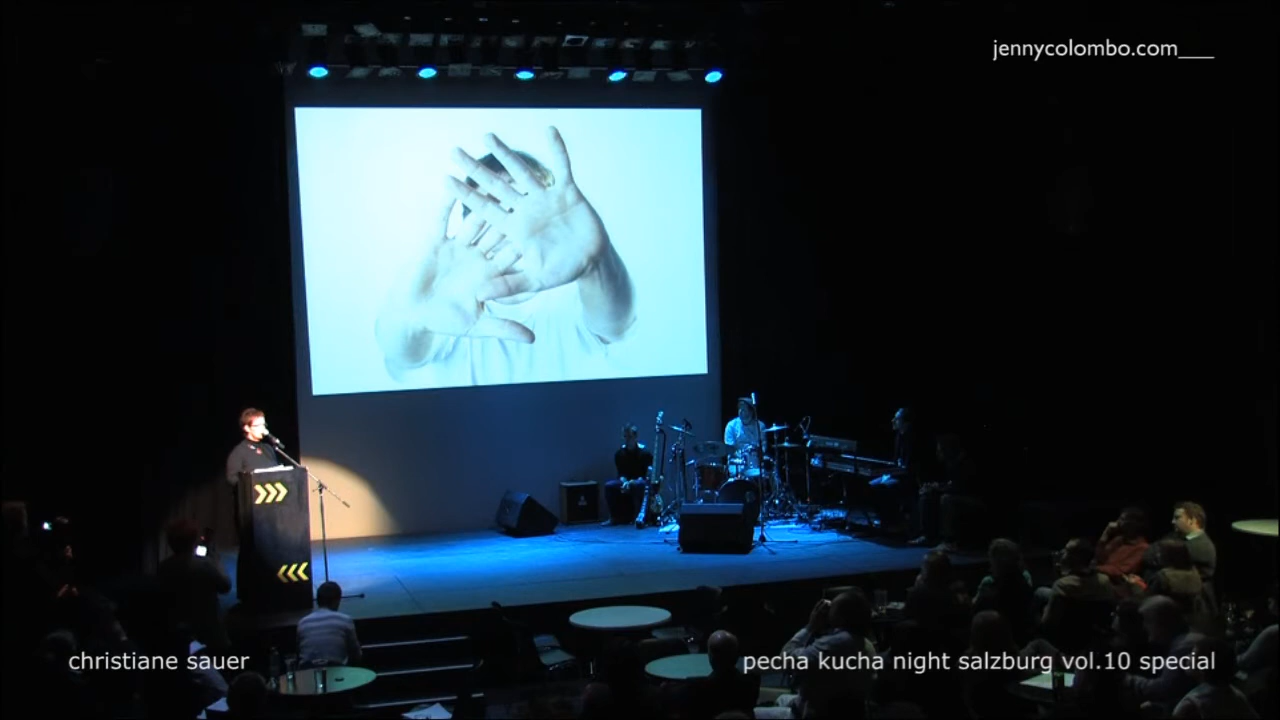 jennycolombo.com___
christiane sauer
pecha kucha night salzburg vol.10 special